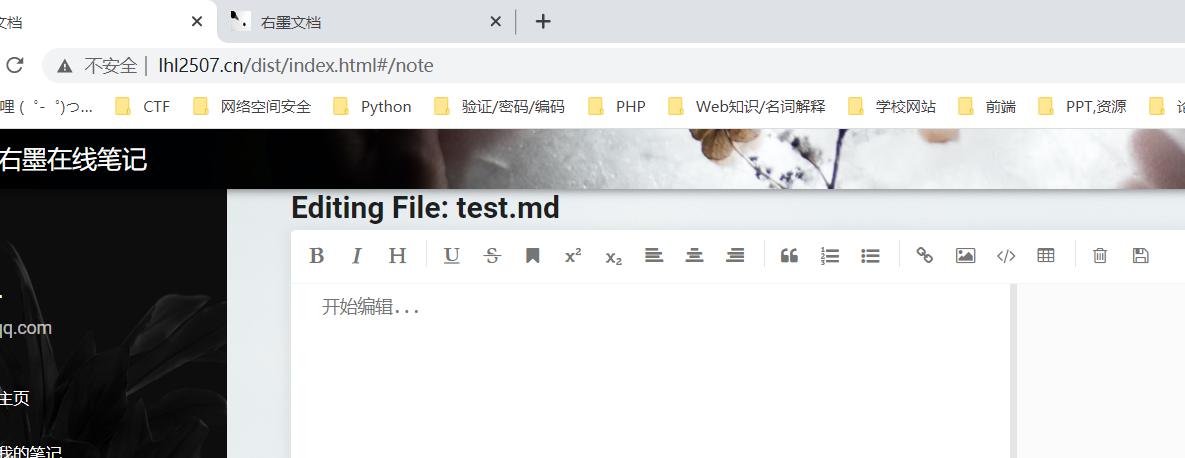 文档
右墨文档
不安全 lhl2507.cn/dist/index.html#/note
哩 ( ゜- ゜)つ... CTF 网络空间安全 Python 验证/密码/编码 PHP Web知识/名词解释 学校网站 前端 PPT,资源
右墨在线笔记
Editing File: test.md
B I H U S x² x₂
开始编辑...
qq.com
主页
我的笔记